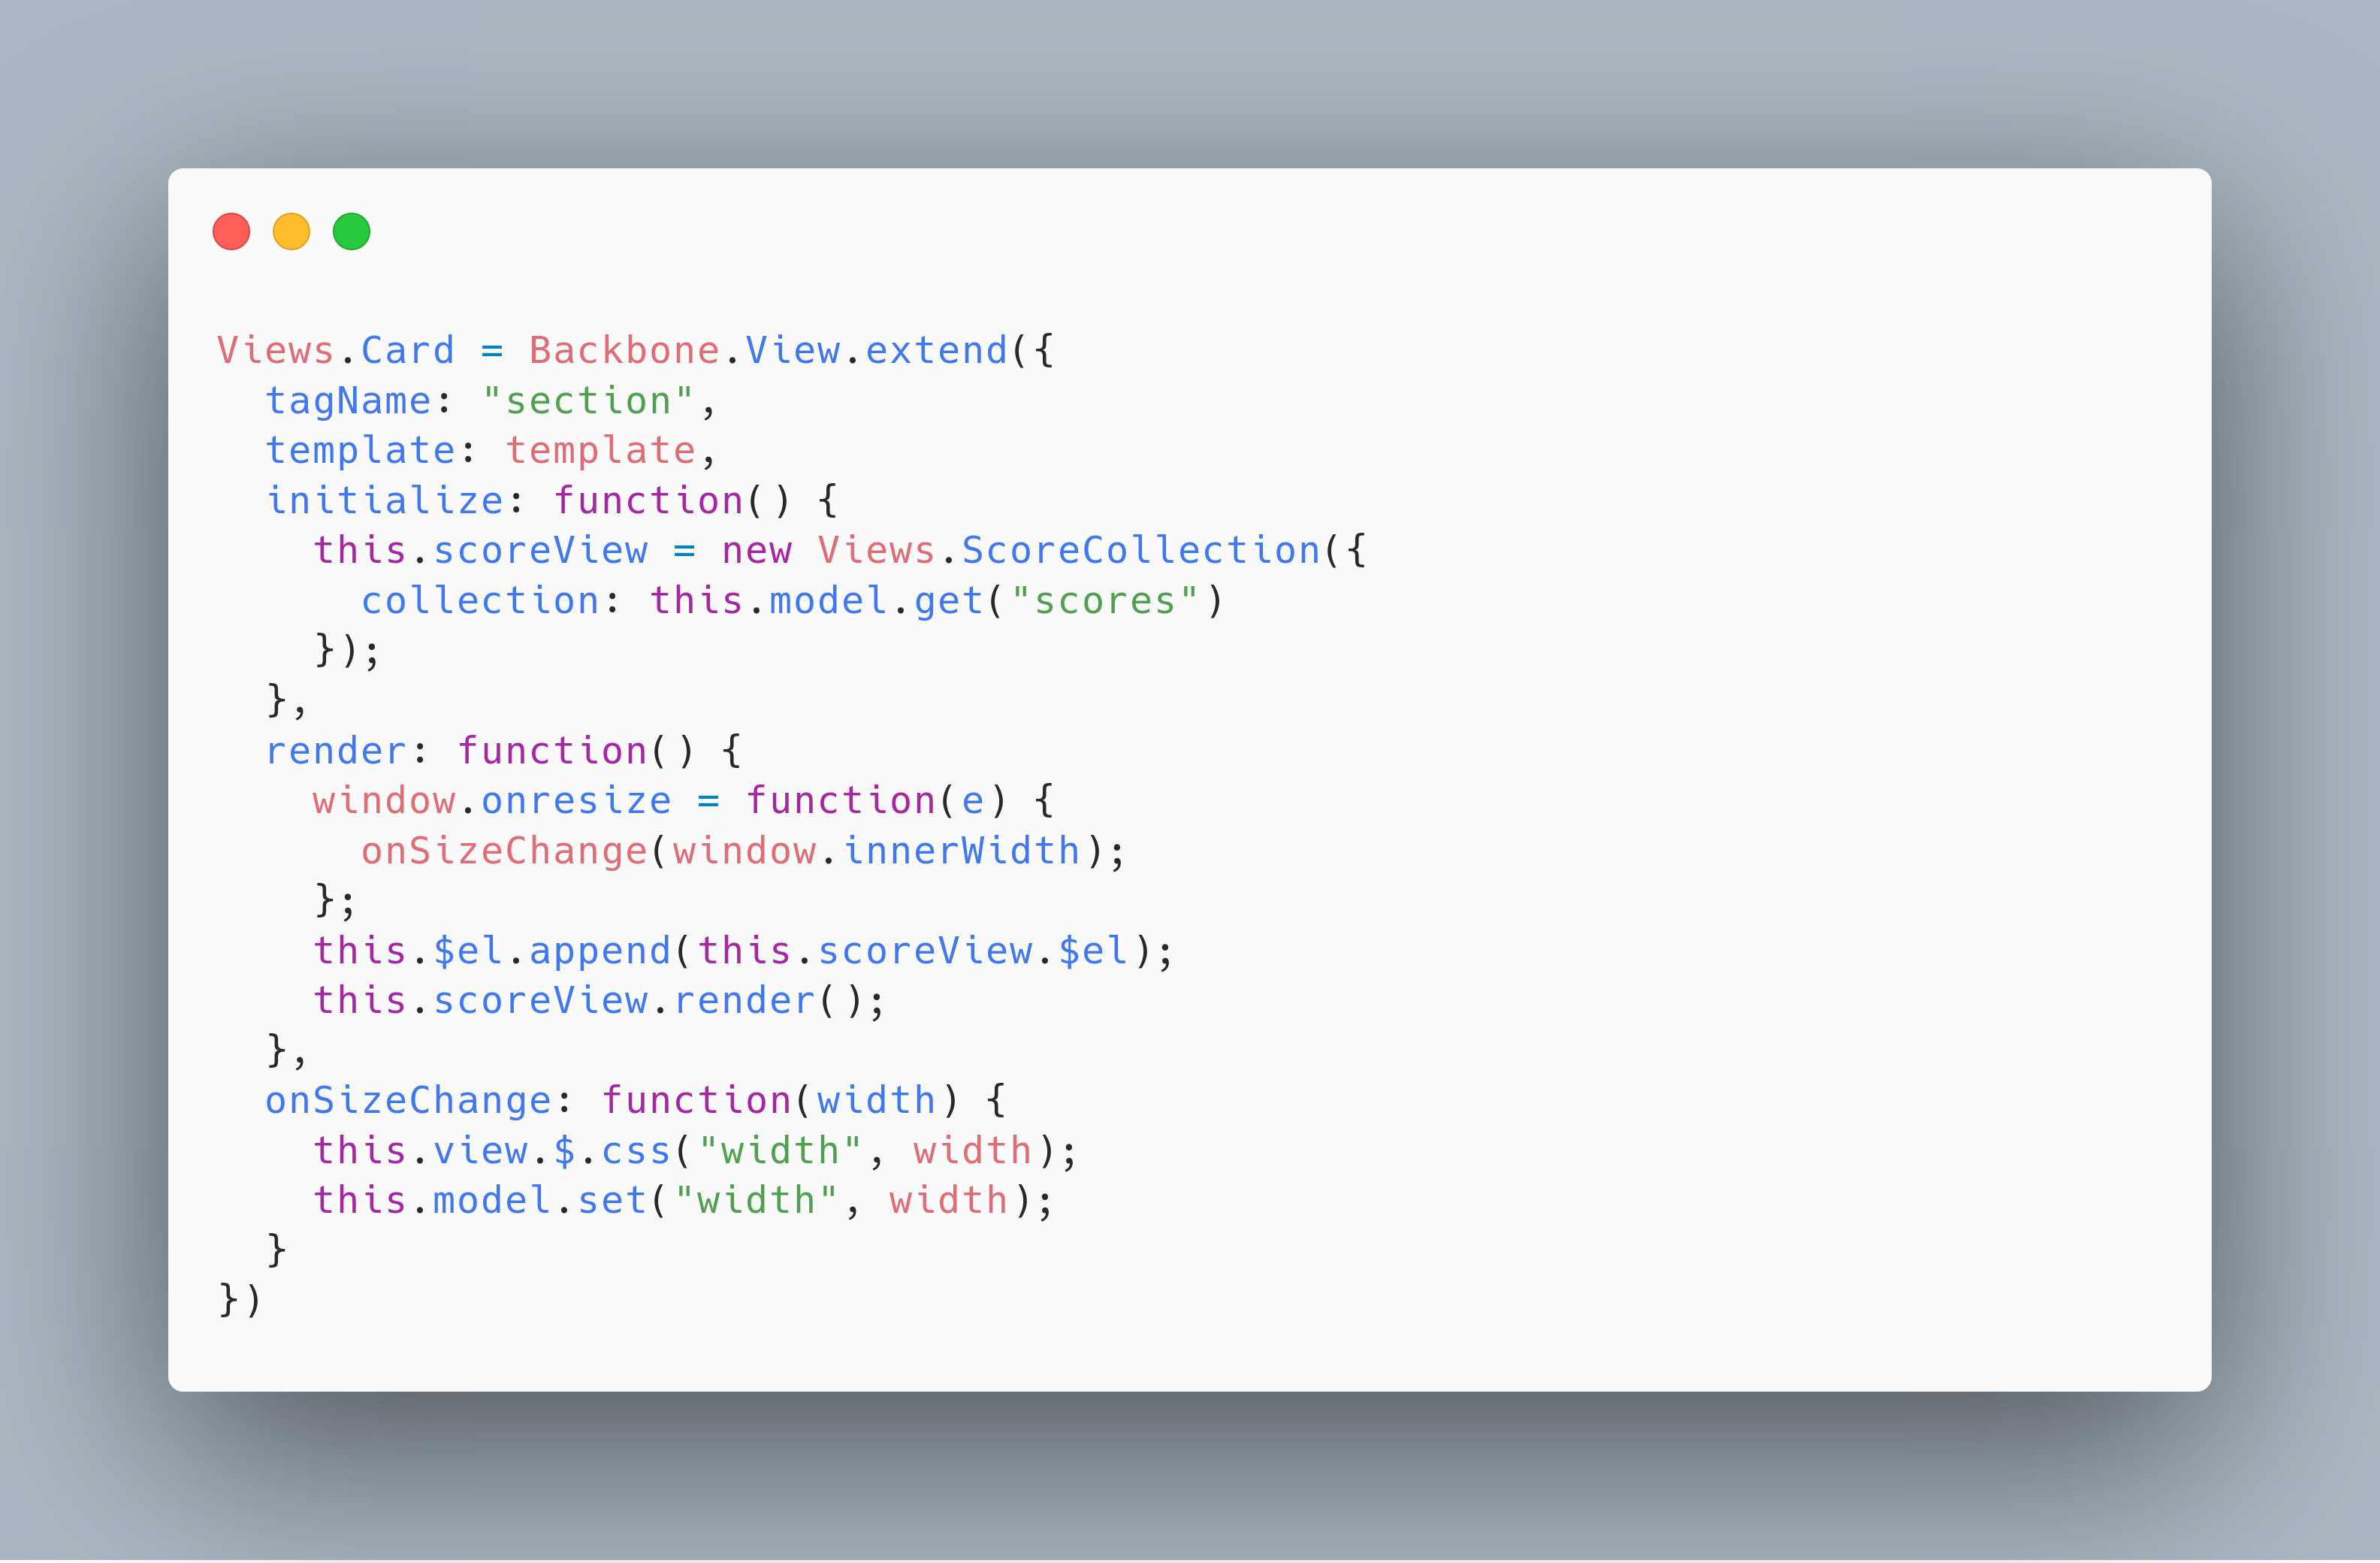 Views.Card = Backbone.View.extend({
  tagName: "section",
  template: template,
  initialize: function() {
    this.scoreView = new Views.ScoreCollection({
      collection: this.model.get("scores")
    });
  },
  render: function() {
    window.onresize = function(e) {
      onSizeChange(window.innerWidth);
    };
    this.$el.append(this.scoreView.$el);
    this.scoreView.render();
  },
  onSizeChange: function(width) {
    this.view.$.css("width", width);
    this.model.set("width", width);
  }
})